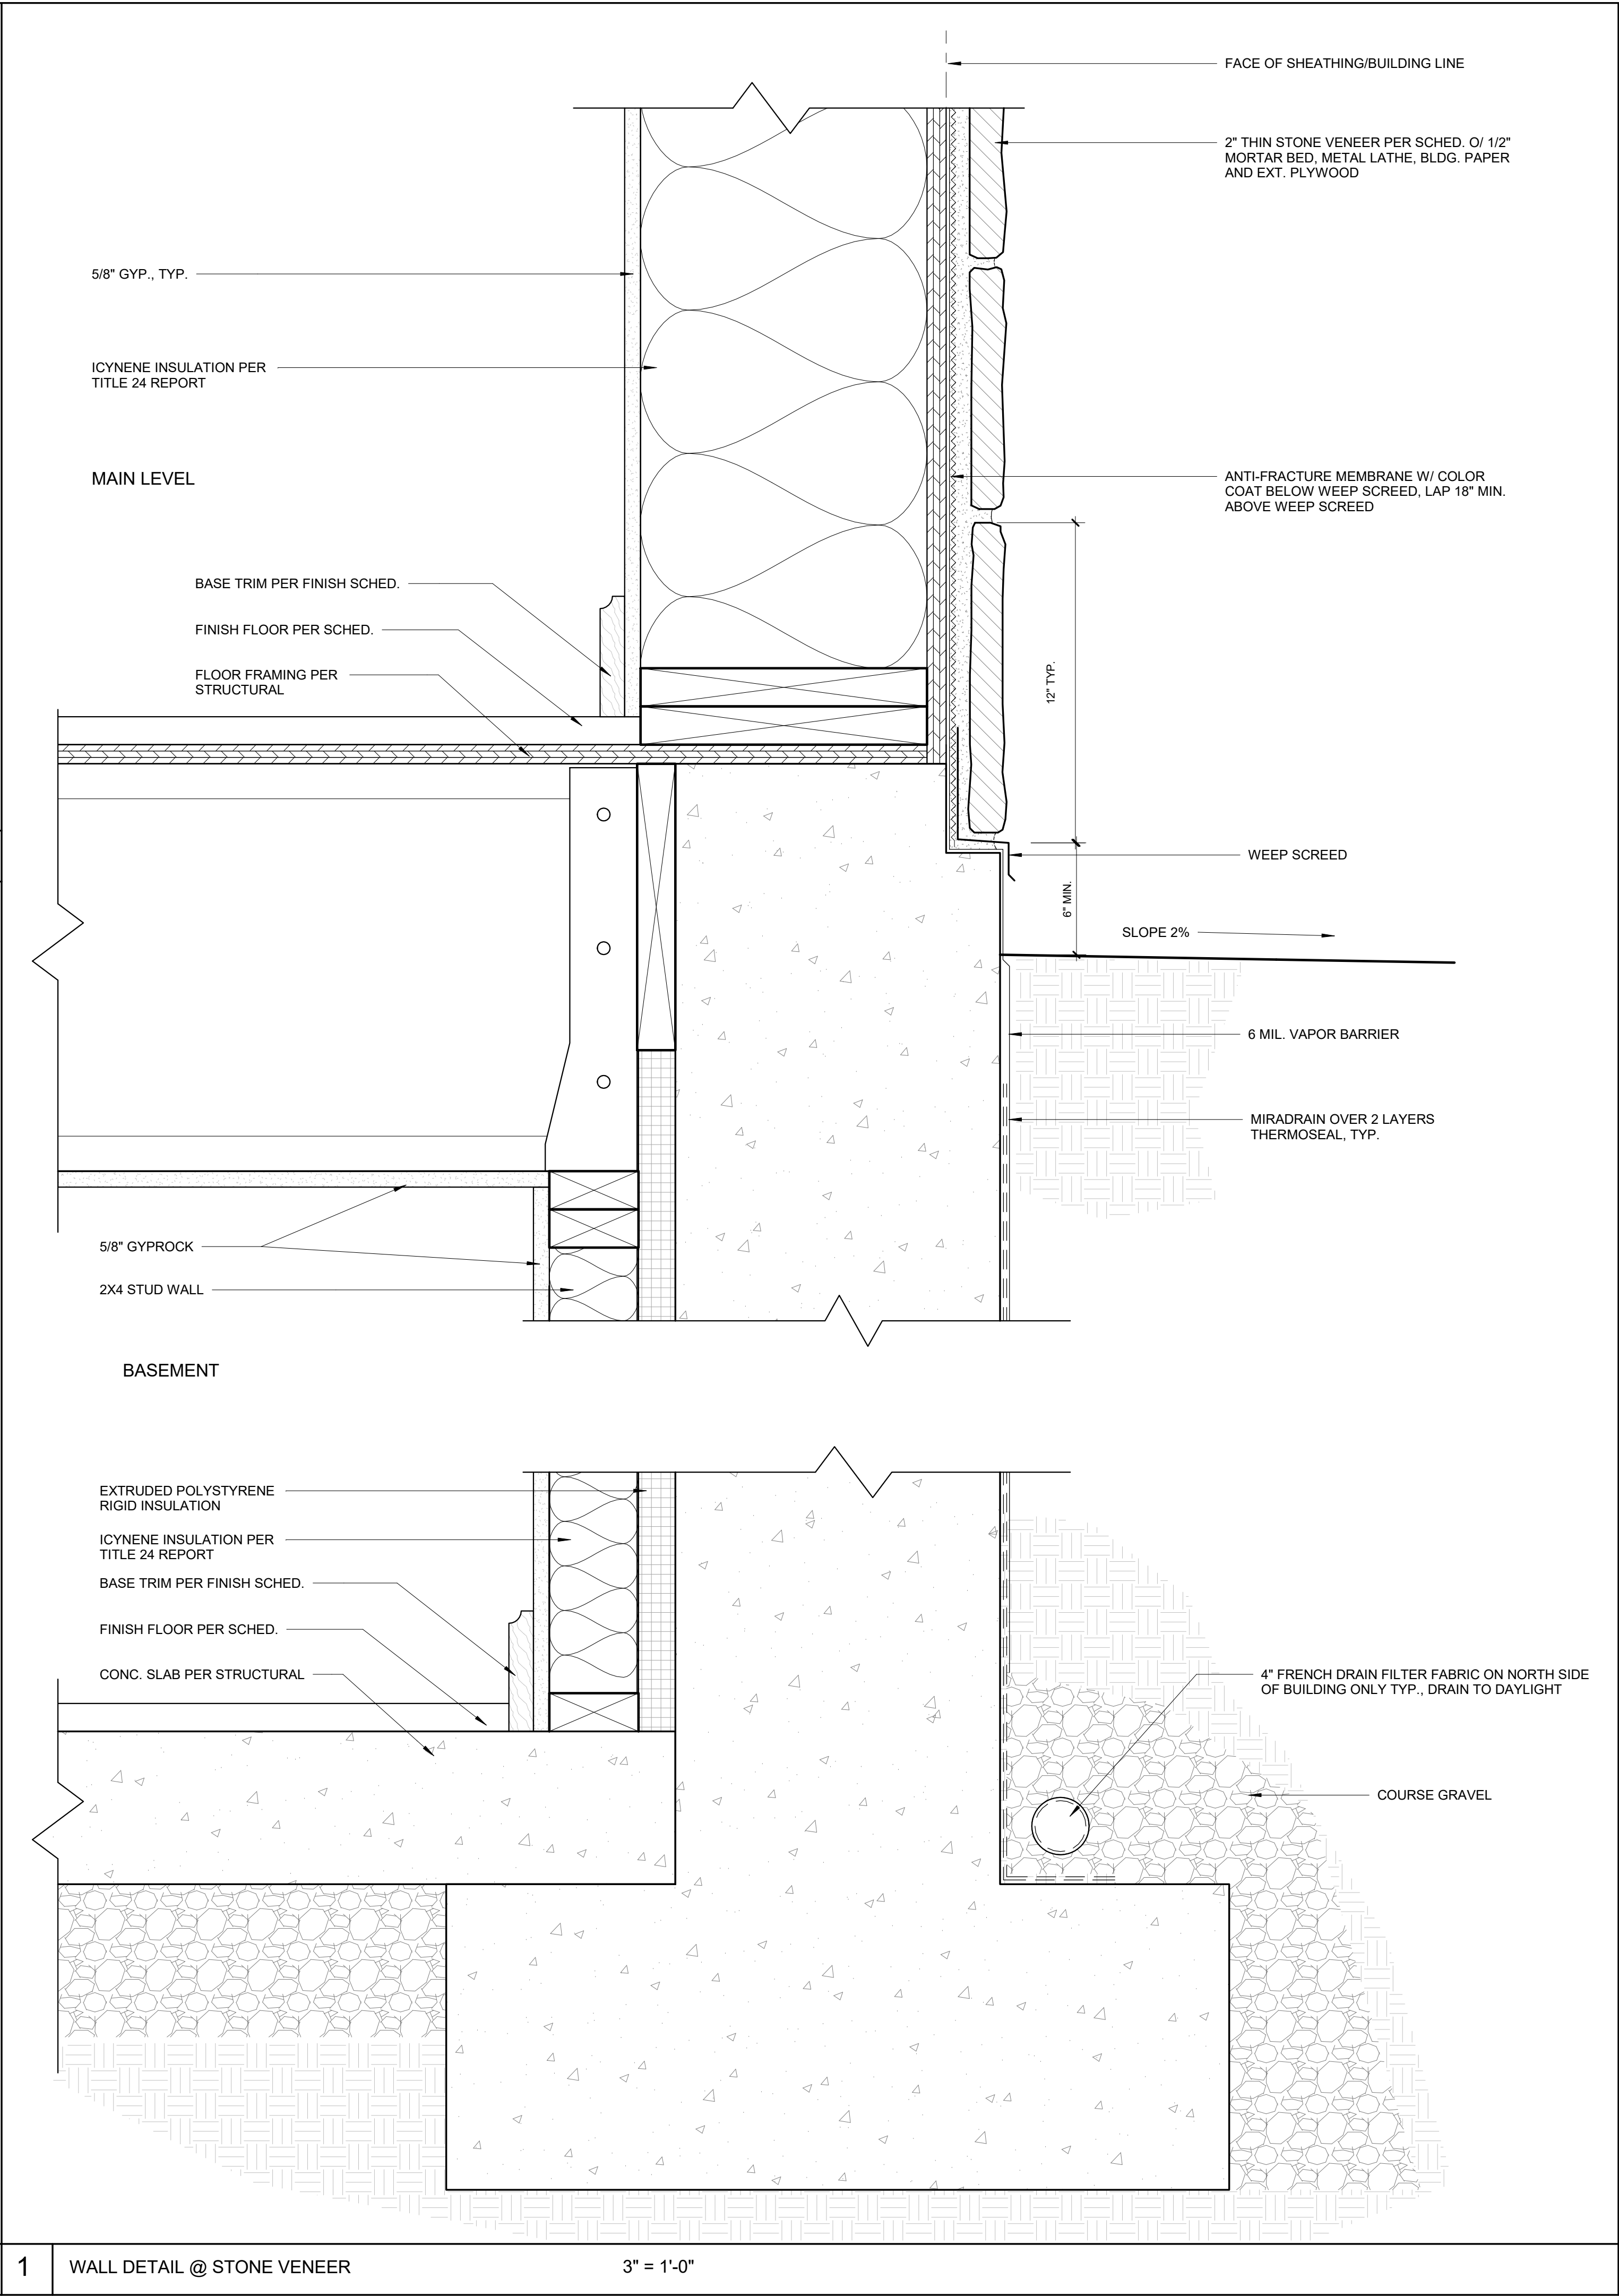 FACE OF SHEATHING/BUILDING LINE
2" THIN STONE VENEER PER SCHED. O/ 1/2"
MORTAR BED, METAL LATHE, BLDG. PAPER
AND EXT. PLYWOOD
5/8" GYP., TYP.
ICYNENE INSULATION PER
TITLE 24 REPORT
MAIN LEVEL
ANTI-FRACTURE MEMBRANE W/ COLOR
COAT BELOW WEEP SCREED, LAP 18" MIN.
ABOVE WEEP SCREED
BASE TRIM PER FINISH SCHED.
FINISH FLOOR PER SCHED.
FLOOR FRAMING PER
STRUCTURAL
12" TYP.
WEEP SCREED
6" MIN.
SLOPE 2%
6 MIL. VAPOR BARRIER
MIRADRAIN OVER 2 LAYERS
THERMOSEAL, TYP.
5/8" GYPROCK
2X4 STUD WALL
BASEMENT
EXTRUDED POLYSTYRENE
RIGID INSULATION
ICYNENE INSULATION PER
TITLE 24 REPORT
BASE TRIM PER FINISH SCHED.
FINISH FLOOR PER SCHED.
CONC. SLAB PER STRUCTURAL
4" FRENCH DRAIN FILTER FABRIC ON NORTH SIDE
OF BUILDING ONLY TYP., DRAIN TO DAYLIGHT
COURSE GRAVEL
1 WALL DETAIL @ STONE VENEER 3" = 1'-0"